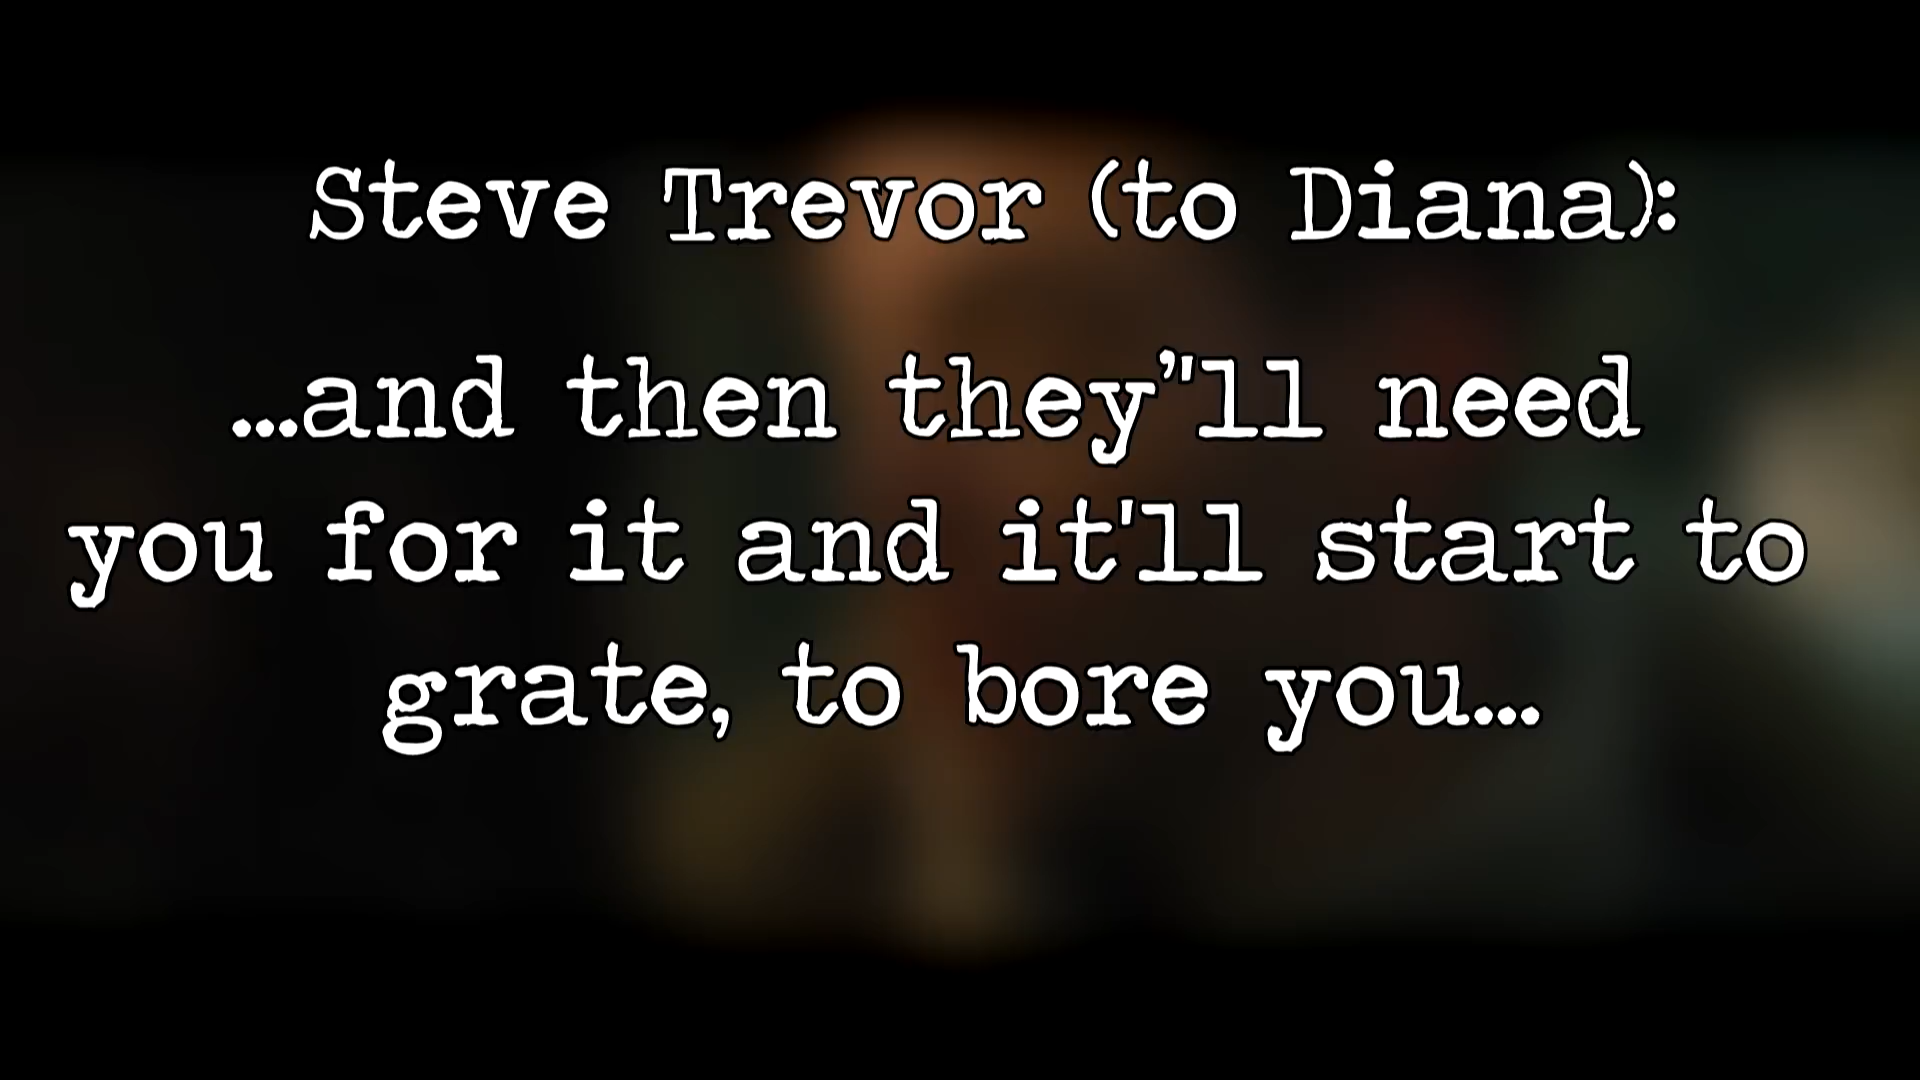 Steve Trevor (to Diana):
...and then they'"ll need
you for it and it'll start to
grate, to bore you...